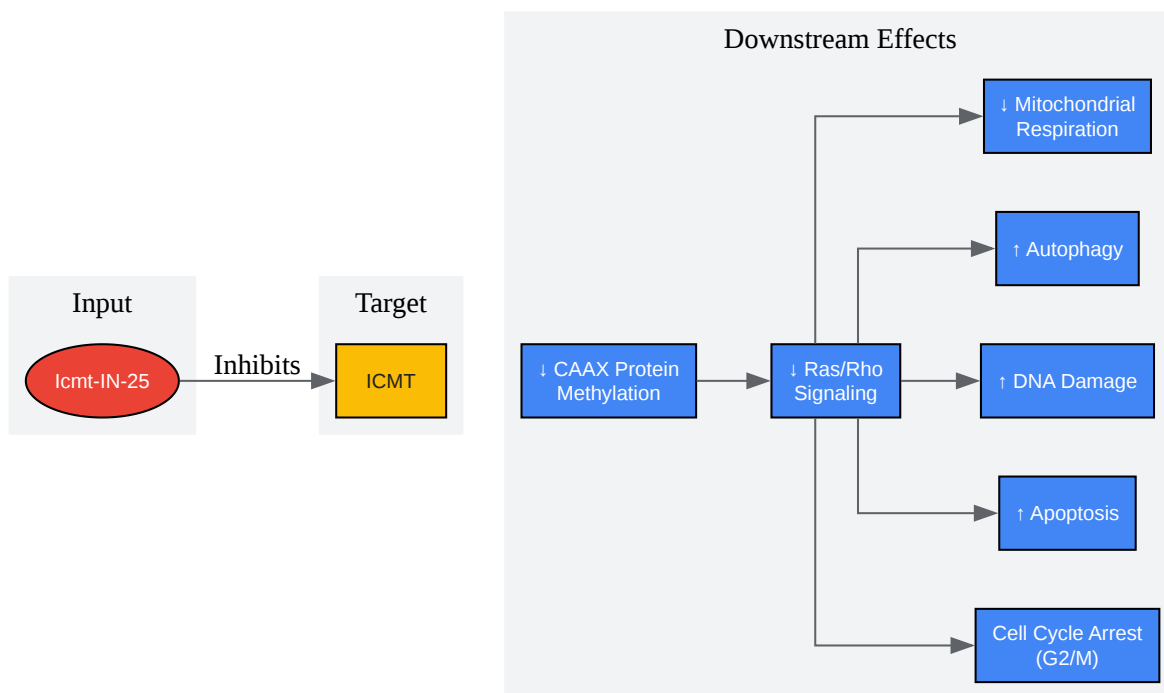 Downstream Effects
↓ Mitochondrial
Respiration
↑ Autophagy
Input
Target
Icmt-IN-25
Inhibits
ICMT
↓ CAAX Protein
Methylation
↓ Ras/Rho
Signaling
↑ DNA Damage
↑ Apoptosis
Cell Cycle Arrest
(G2/M)